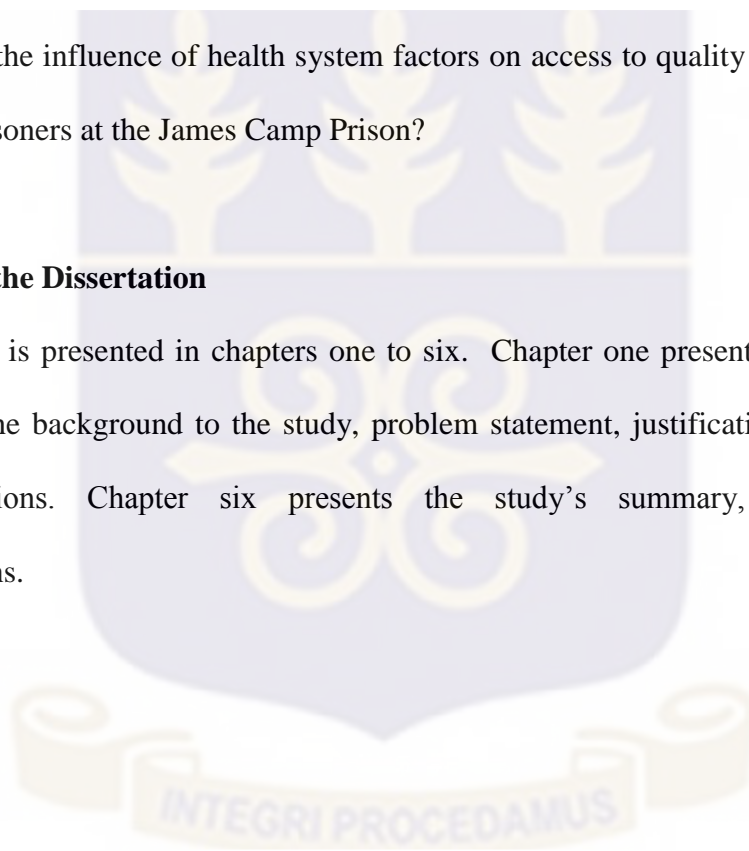 the influence of health system factors on access to quality
soners at the James Camp Prison?
the Dissertation
is presented in chapters one to six. Chapter one present
ne background to the study, problem statement, justificati
ions. Chapter six presents the study’s summary,
ns.
INTEGRI PROCEDAMUS